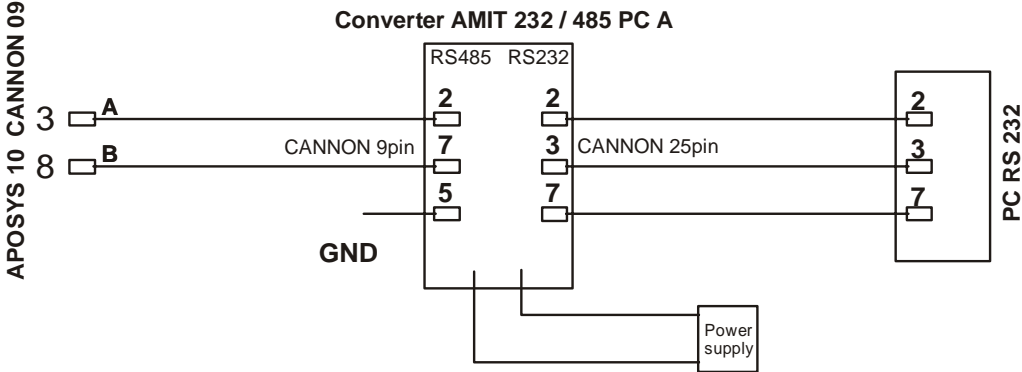 Converter AMIT 232 / 485 PC A
APOSYS 10 CANNON 09
RS485 RS232
3 A 2 2 2
CANNON 9pin CANNON 25pin
8 B 7 3 3
5 7 7
GND
PC RS 232
Power
supply